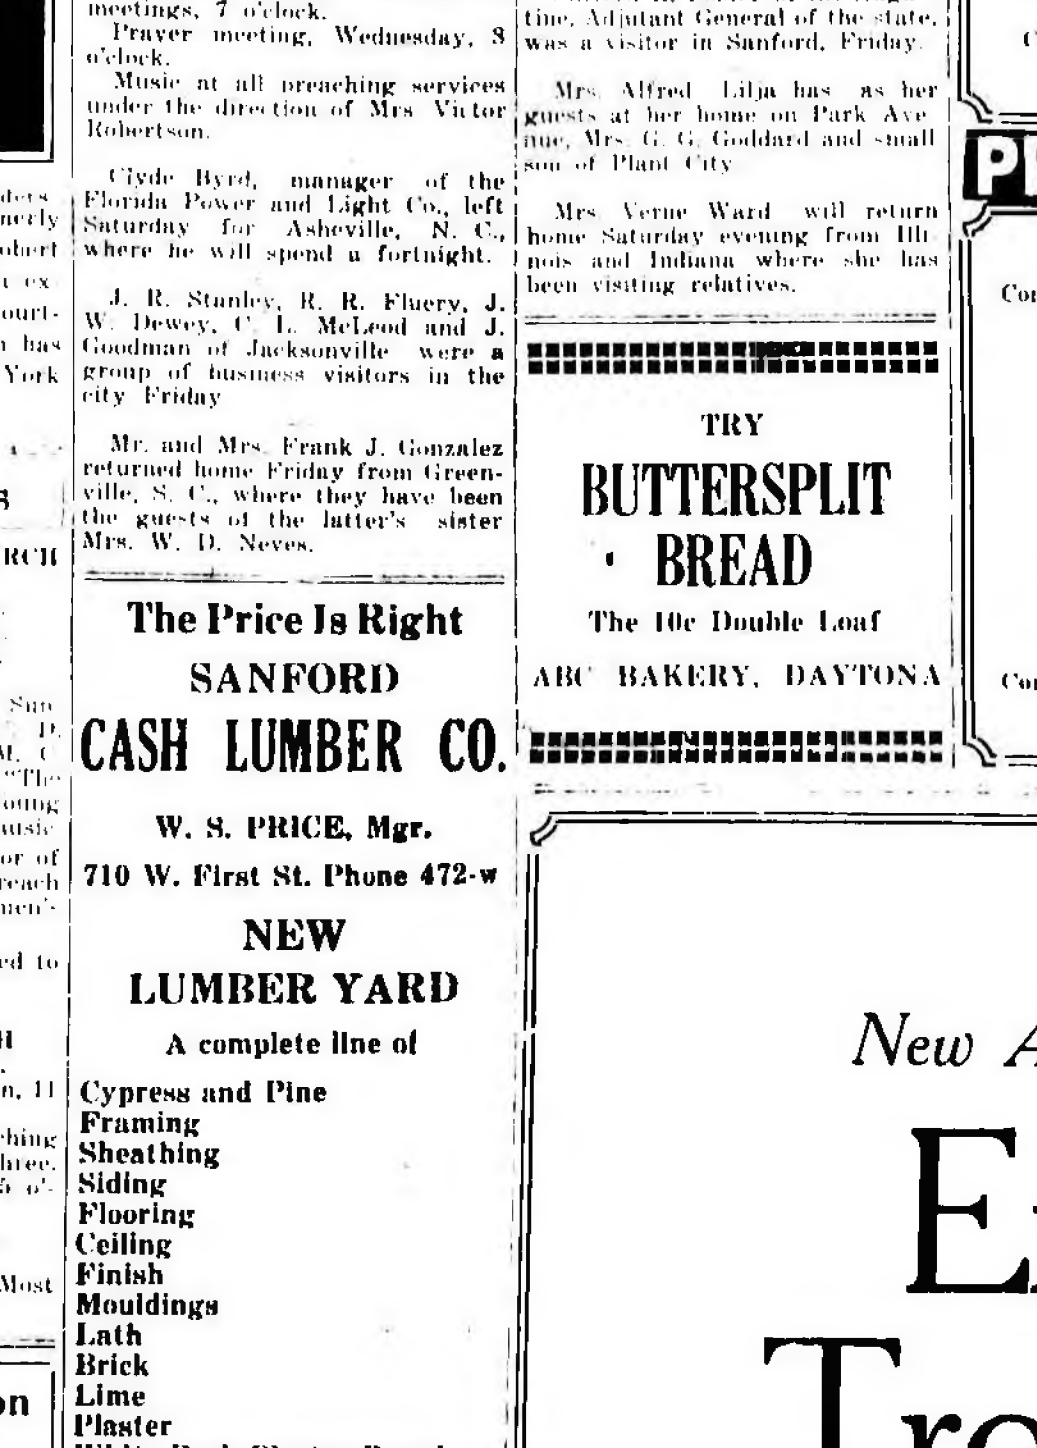 meetings, 7 o'clock.
Prayer meeting, Wednesday, 8
o'clock.
Music at all preaching services
under the direction of Mrs Victor
Robertson.
Clyde Byrd, manager of the
Florida Power and Light Co., left
Saturday for Asheville, N. C.,
where he will spend a fortnight.
J. R. Stanley, R. R. Fluery, J.
W. Dewey, C. L. McLeod and J.
Goodman of Jacksonville were a
group of business visitors in the
city Friday
Mr. and Mrs. Frank J. Gonzalez
returned home Friday from Green-
ville, S. C., where they have been
the guests of the latter's sister
Mrs. W. D. Neves.
The Price Is Right
SANFORD
CASH LUMBER CO.
W. S. PRICE, Mgr.
710 W. First St. Phone 472-w
NEW
LUMBER YARD
A complete line of
Cypress and Pine
Framing
Sheathing
Siding
Flooring
Ceiling
Finish
Mouldings
Lath
Brick
Lime
Plaster
tine, Adjutant General of the state,
was a visitor in Sanford, Friday.
Mrs. Alfred Lilja has as her
guests at her home on Park Ave
nue, Mrs. G. G. Goddard and small
son of Plant City
Mrs. Verne Ward will return
home Saturday evening from Illi-
nois and Indiana where she has
been visiting relatives.
TRY
BUTTERSPLIT
BREAD
The 10c Double Loaf
ABC BAKERY, DAYTONA
New